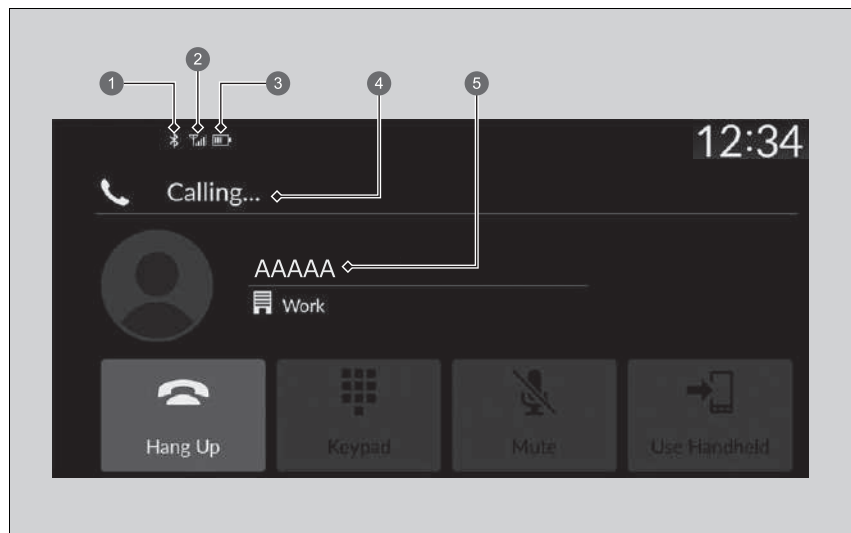 1
2
3
4
5
12:34
Calling...
AAAAA
Work
Hang Up
Keypad
Mute
Use Handheld